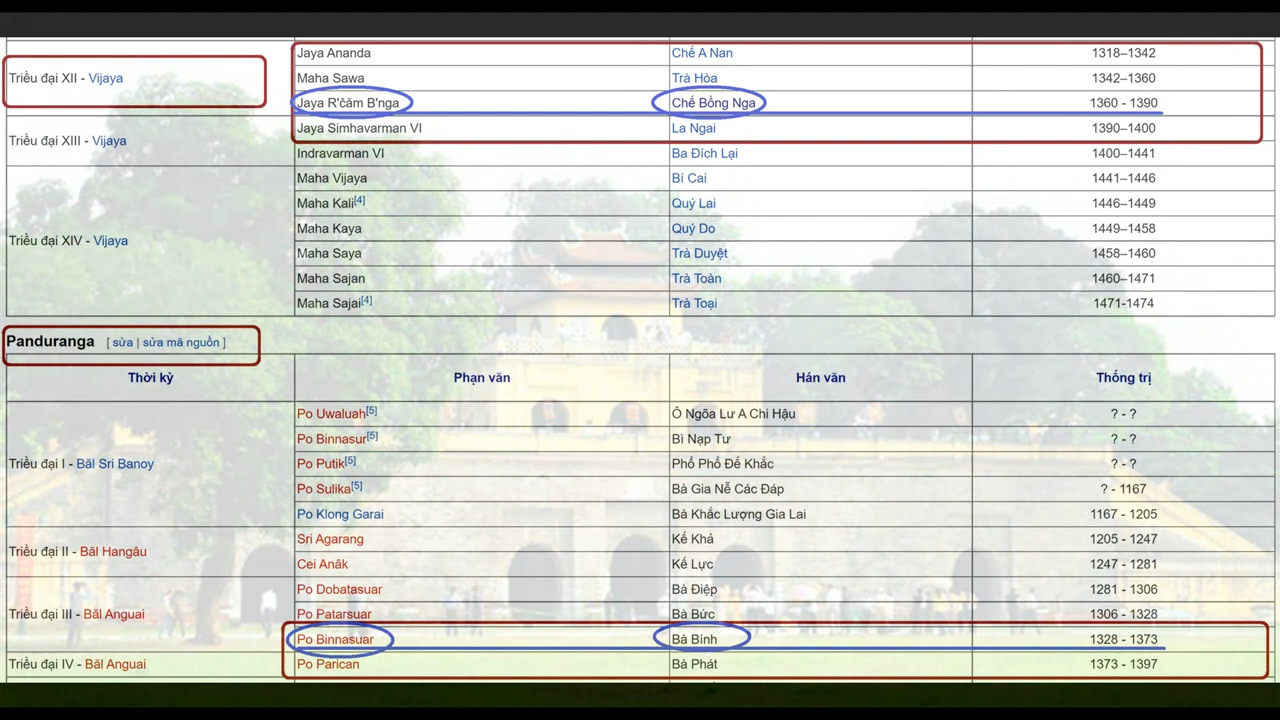 Jaya Ananda Chế A Nan 1318–1342
Triều đại XII - Vijaya Maha Sawa Trà Hòa 1342–1360
Jaya R'čăm B'nga Chế Bồng Nga 1360 - 1390
Jaya Simhavarman VI La Ngai 1390–1400
Triều đại XIII - Vijaya
Indravarman VI Ba Đích Lại 1400–1441
Maha Vijaya Bí Cai 1441–1446
Maha Kali[4] Quý Lai 1446–1449
Maha Kaya Quý Do 1449–1458
Triều đại XIV - Vijaya
Maha Saya Trà Duyệt 1458–1460
Maha Sajan Trà Toàn 1460–1471
Maha Sajai[4] Trà Toại 1471-1474
Panduranga [ sửa | sửa mã nguồn ]
Thời kỳ Phạn văn Hán văn Thống trị
Po Uwaluah[5] Ô Ngõa Lư A Chi Hậu ? - ?
Po Binnasur[5] Bì Nạp Tư ? - ?
Triều đại I - Băl Sri Banoy Po Putik[5] Phổ Phổ Đế Khắc ? - ?
Po Sulika[5] Bà Gia Nễ Các Đáp ? - 1167
Po Klong Garai Bà Khắc Lượng Gia Lai 1167 - 1205
Sri Agarang Kế Khả 1205 - 1247
Triều đại II - Băl Hangâu
Cei Anâk Kế Lực 1247 - 1281
Po Dobatasuar Bà Điệp 1281 - 1306
Triều đại III - Băl Anguai Po Patarsuar Bà Bức 1306 - 1328
Po Binnasuar Bà Bính 1328 - 1373
Triều đại IV - Băl Anguai Po Parican Bà Phát 1373 - 1397